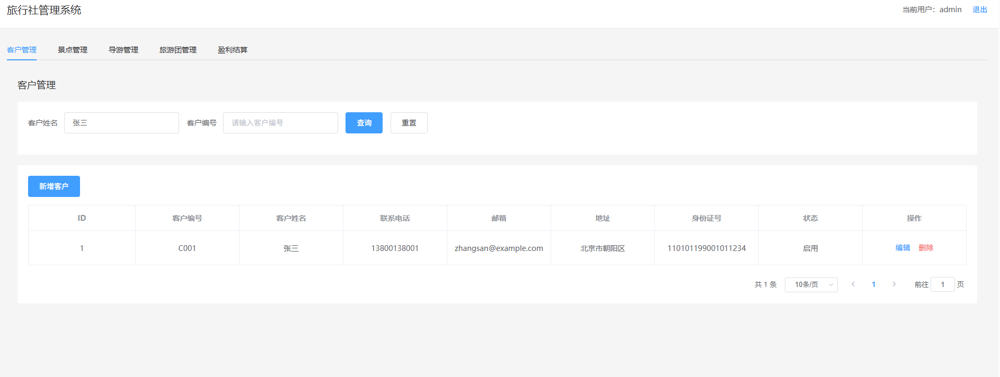 旅行社管理系统
当前用户：admin 退出
客户管理 景点管理 导游管理 旅游团管理 盈利结算
客户管理
客户姓名 张三 客户编号 请输入客户编号 查询 重置
新增客户
ID 客户编号 客户姓名 联系电话 邮箱 地址 身份证号 状态 操作
1 C001 张三 13800138001 zhangsan@example.com 北京市朝阳区 110101199001011234 启用 编辑 删除
共 1 条 10条/页 1 前往 1 页